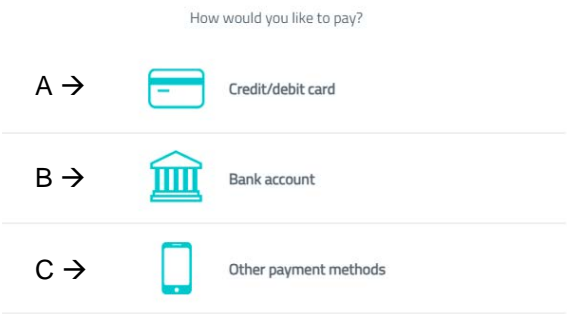 How would you like to pay?
A → Credit/debit card
B → Bank account
C → Other payment methods